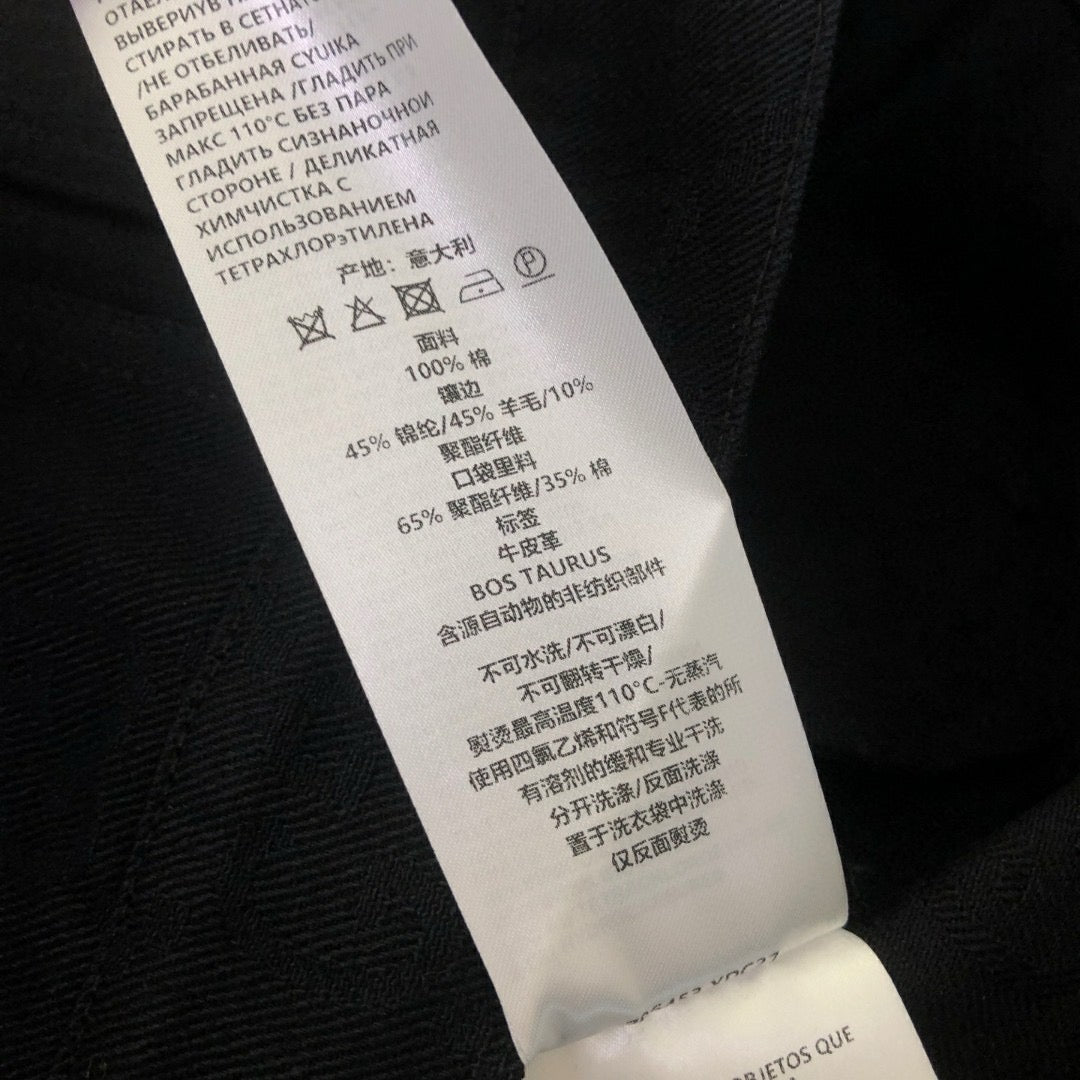 ВЫВЕРИУВ
СТИРАТЬ В СЕТНАТО
/НЕ ОТБЕЛИВАТЬ/
БАРАБАННАЯ CYUIKA
ЗАПРЕЩЕНА /ГЛАДИТЬ ПРИ
МАКС 110°С БЕЗ ПАРА
ГЛАДИТЬ СИЗНАНОЧНОИ
СТОРОНЕ / ДЕЛИКАТНАЯ
ХИМЧИСТКА С
ИСПОЛЬЗОВАНИЕМ
ТЕТРАХЛОРэТИЛЕНА
产地：意大利
P
面料
100% 棉
镶边
45% 锦纶/45% 羊毛/10%
聚酯纤维
口袋里料
65% 聚酯纤维/35% 棉
标签
牛皮革
BOS TAURUS
含源自动物的非纺织部件
不可水洗/不可漂白/
不可翻转干燥/
熨烫最高温度110°C-无蒸汽
使用四氯乙烯和符号F代表的所
有溶剂的缓和专业干洗
分开洗涤/反面洗涤
置于洗衣袋中洗涤
仅反面熨烫
OBJETOS QUE